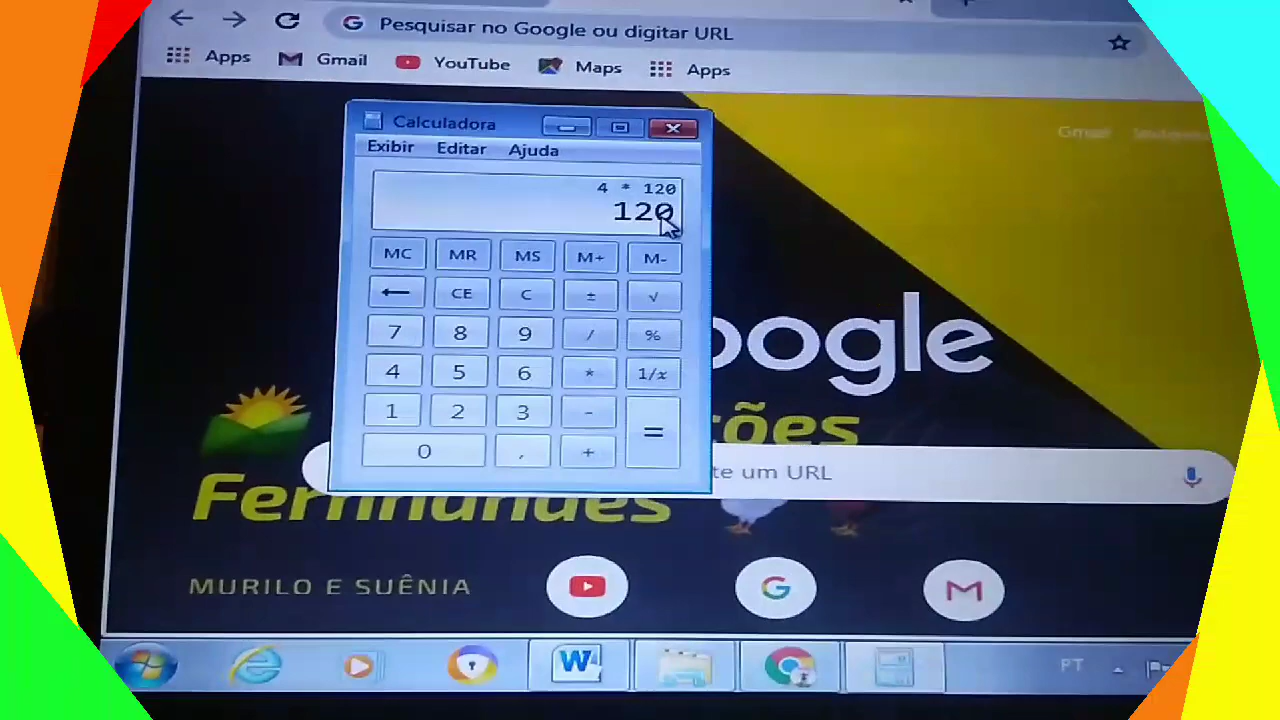 Pesquisar no Google ou digitar URL
Apps Gmail YouTube Maps Apps
Gmail
Calculadora
Exibir Editar Ajuda
4 * 120
120
MC MR MS M+ M-
← CE C ± √
7 8 9 / %
4 5 6 * 1/x
1 2 3 -
0 , + =
oogle
ções
te um URL
Fernnandes
MURILO E SUÊNIA
PT